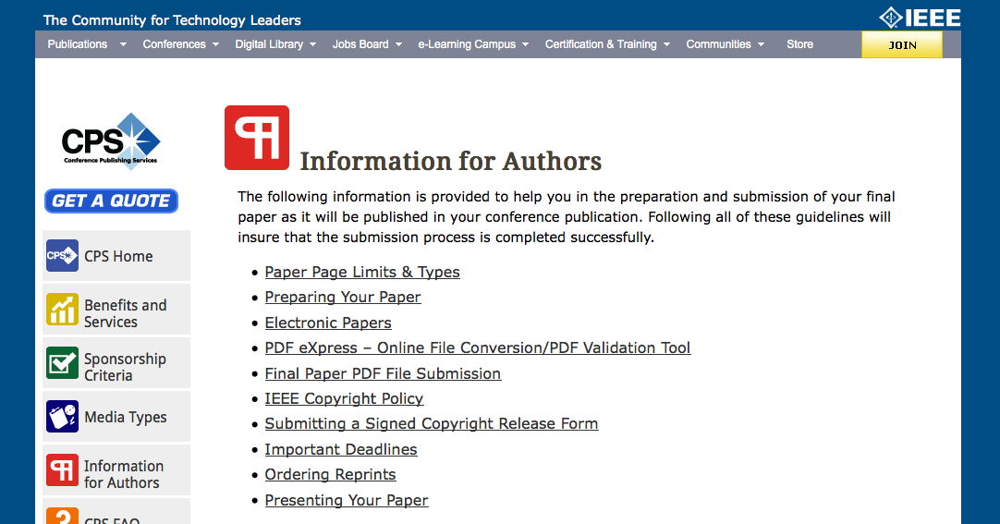 The Community for Technology Leaders
IEEE
Publications Conferences Digital Library Jobs Board e-Learning Campus Certification & Training Communities Store JOIN
CPS
Conference Publishing Services
GET A QUOTE
CPS CPS Home
Benefits and
Services
Sponsorship
Criteria
Media Types
Information
for Authors
CPS FAQ
Information for Authors
The following information is provided to help you in the preparation and submission of your final
paper as it will be published in your conference publication. Following all of these guidelines will
insure that the submission process is completed successfully.
• Paper Page Limits & Types
• Preparing Your Paper
• Electronic Papers
• PDF eXpress – Online File Conversion/PDF Validation Tool
• Final Paper PDF File Submission
• IEEE Copyright Policy
• Submitting a Signed Copyright Release Form
• Important Deadlines
• Ordering Reprints
• Presenting Your Paper